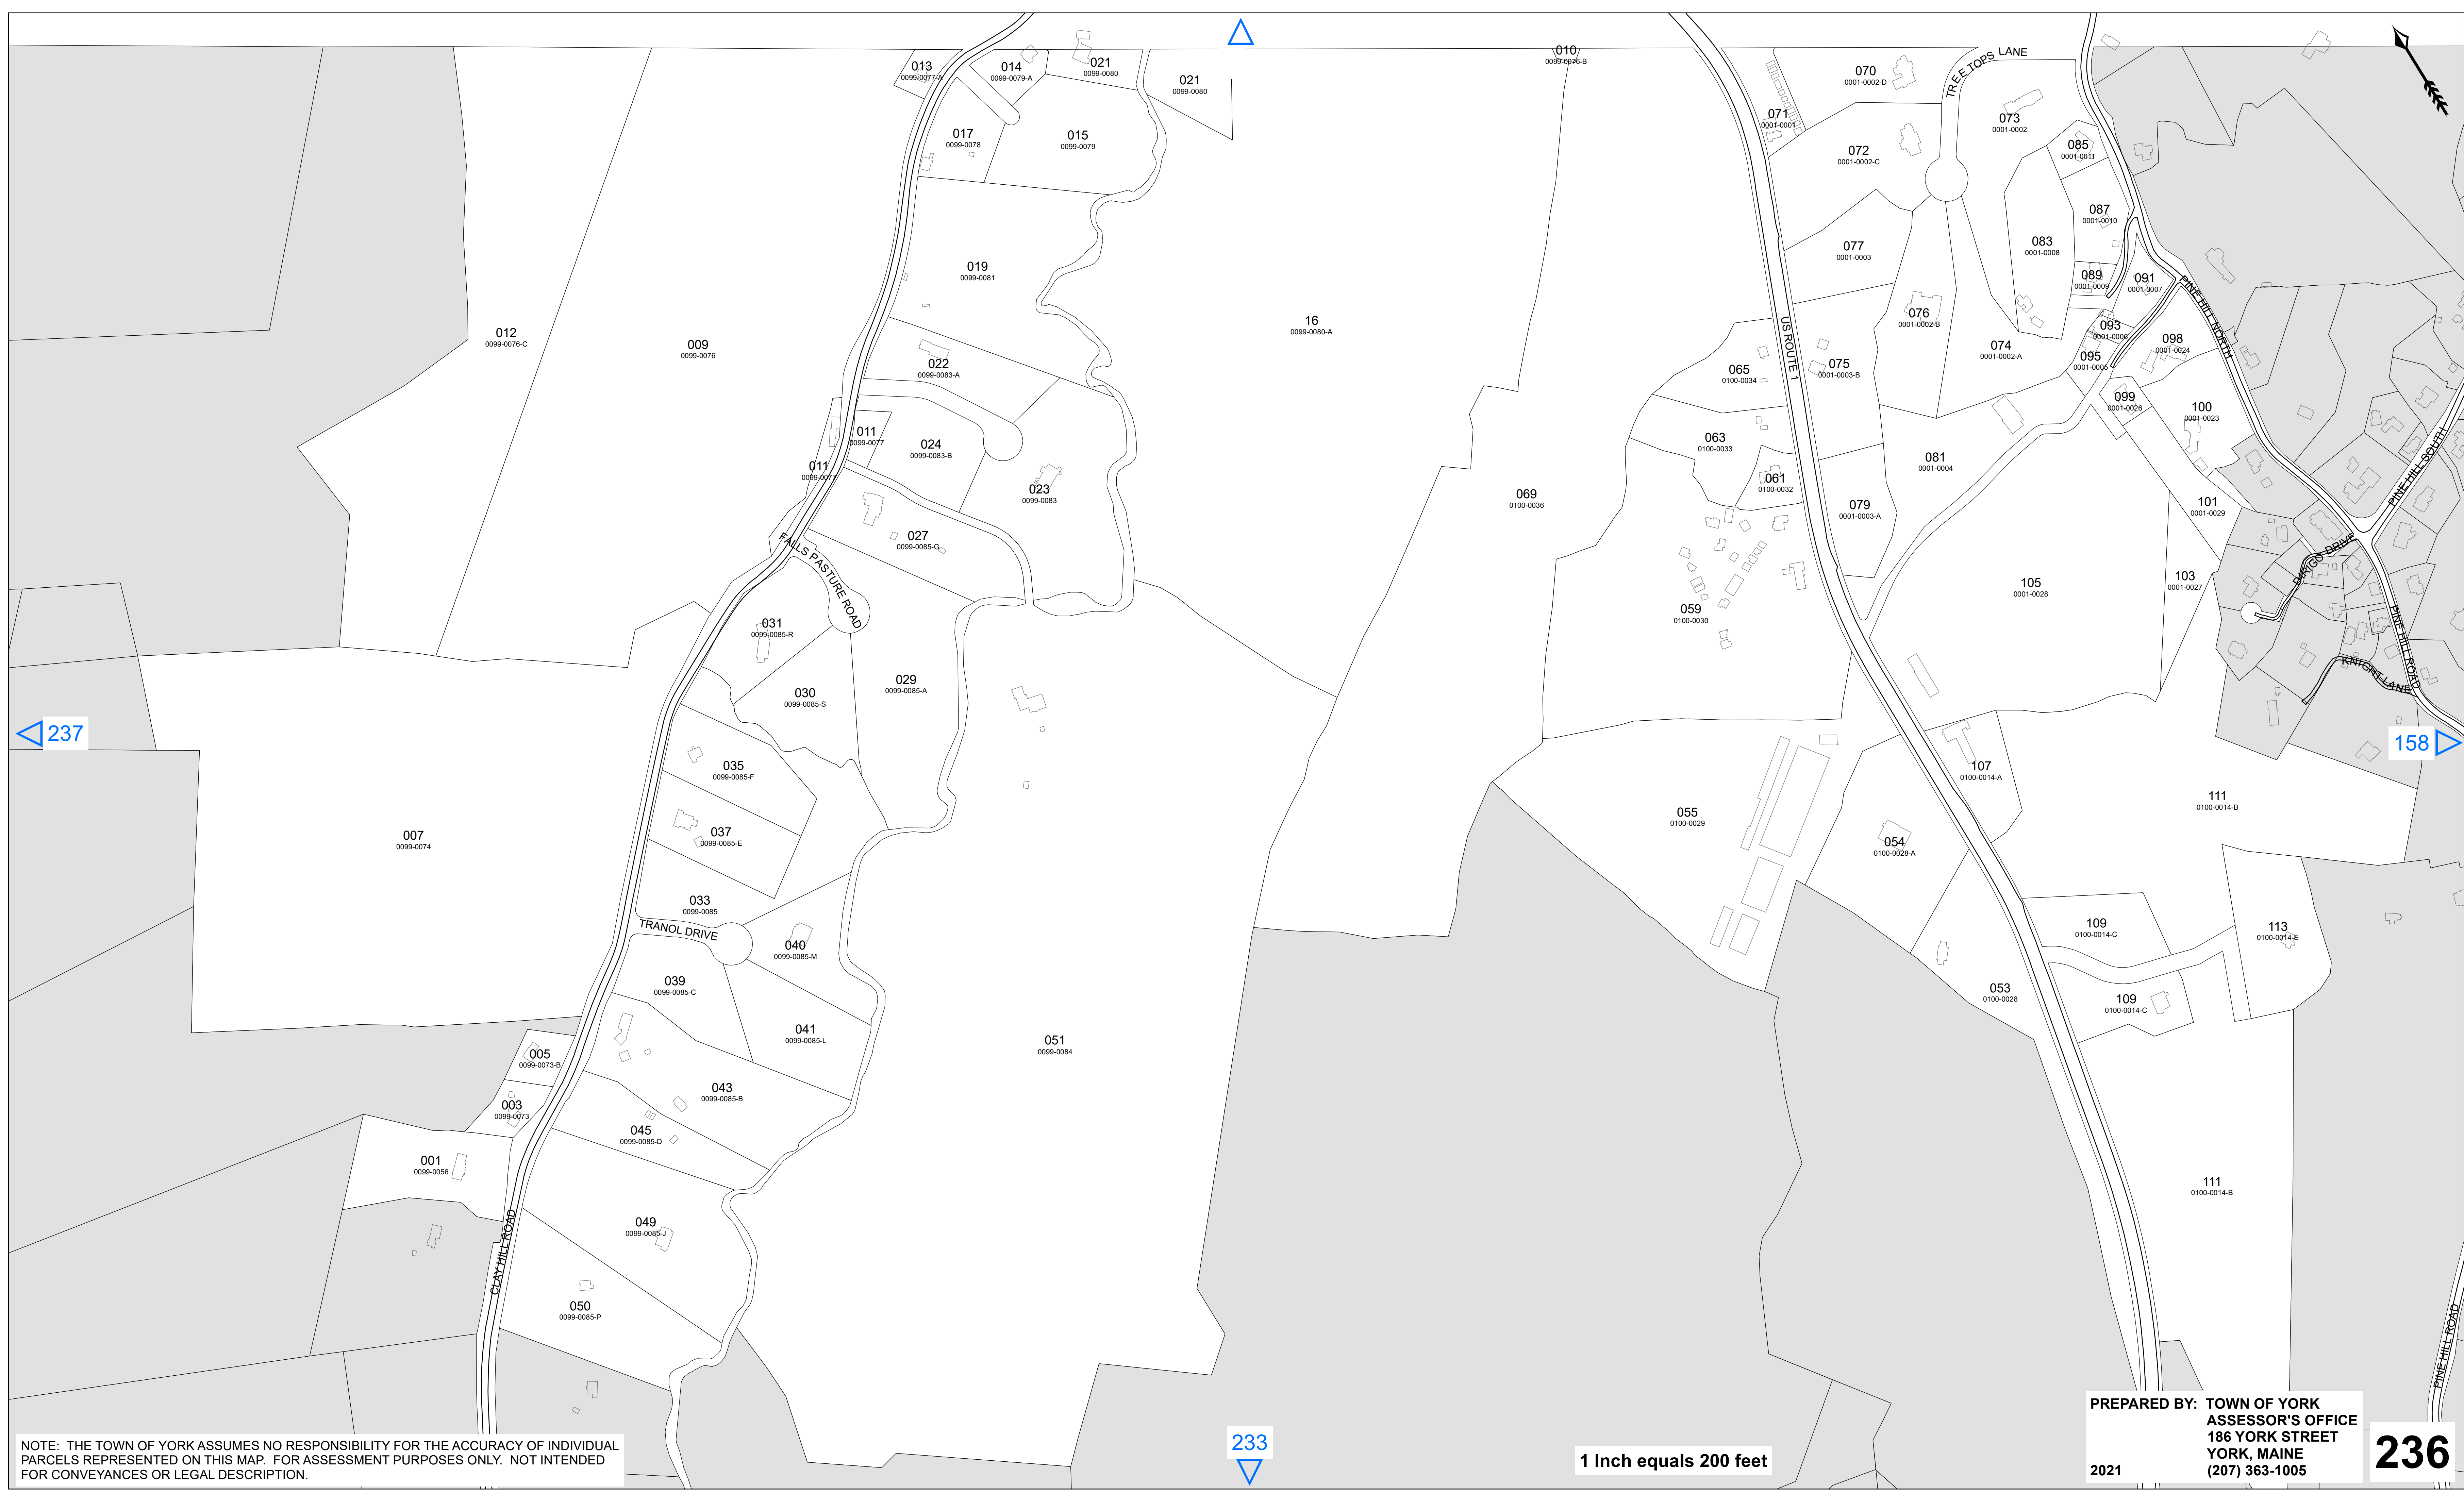 010
0099-0076-B
TREE TOPS LANE
013
0099-0077-A
014
0099-0079-A
021
0099-0080
021
0099-0080
070
0001-0002-D
071
0001-0001
073
0001-0002
017
0099-0078
015
0099-0079
072
0001-0002-C
085
0001-0011
087
0001-0010
019
0099-0081
077
0001-0003
083
0001-0008
089
0001-0009
091
0001-0007
PINE HILL NORTH
012
0099-0076-C
009
0099-0076
16
0099-0080-A
US ROUTE 1
076
0001-0002-B
074
0001-0002-A
093
0001-0006
095
0001-0005
098
0001-0024
022
0099-0083-A
065
0100-0034
075
0001-0003-B
099
0001-0026
100
0001-0023
011
0099-0077
024
0099-0083-B
063
0100-0033
011
0099-0077
023
0099-0083
069
0100-0036
061
0100-0032
081
0001-0004
079
0001-0003-A
101
0001-0029
PINE HILL SOUTH
027
0099-0085-G
FALLS PASTURE ROAD
DIRIGO DRIVE
105
0001-0028
103
0001-0027
031
0099-0085-R
059
0100-0030
PINE HILL ROAD
KNIGHT LANE
030
0099-0085-S
029
0099-0085-A
237
158
035
0099-0085-F
107
0100-0014-A
111
0100-0014-B
007
0099-0074
037
0099-0085-E
055
0100-0029
054
0100-0028-A
033
0099-0085
TRANOL DRIVE
040
0099-0085-M
109
0100-0014-C
113
0100-0014-E
039
0099-0085-C
053
0100-0028
109
0100-0014-C
041
0099-0085-L
051
0099-0084
005
0099-0073-B
003
0099-0073
043
0099-0085-B
045
0099-0085-D
001
0099-0056
111
0100-0014-B
049
0099-0085-J
CLAY HILL ROAD
050
0099-0085-P
PINE HILL ROAD
NOTE: THE TOWN OF YORK ASSUMES NO RESPONSIBILITY FOR THE ACCURACY OF INDIVIDUAL
PARCELS REPRESENTED ON THIS MAP. FOR ASSESSMENT PURPOSES ONLY. NOT INTENDED
FOR CONVEYANCES OR LEGAL DESCRIPTION.
233
1 Inch equals 200 feet
PREPARED BY: TOWN OF YORK
ASSESSOR'S OFFICE
186 YORK STREET
YORK, MAINE
2021 (207) 363-1005
236